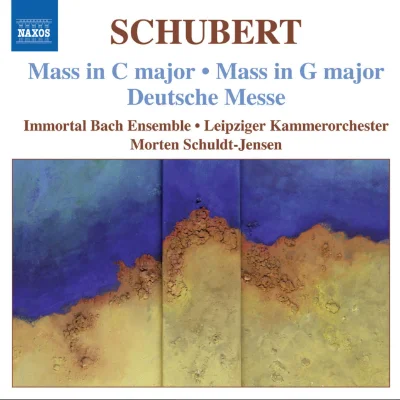 NAXOS
SCHUBERT
Mass in C major • Mass in G major
Deutsche Messe
Immortal Bach Ensemble • Leipziger Kammerorchester
Morten Schuldt-Jensen